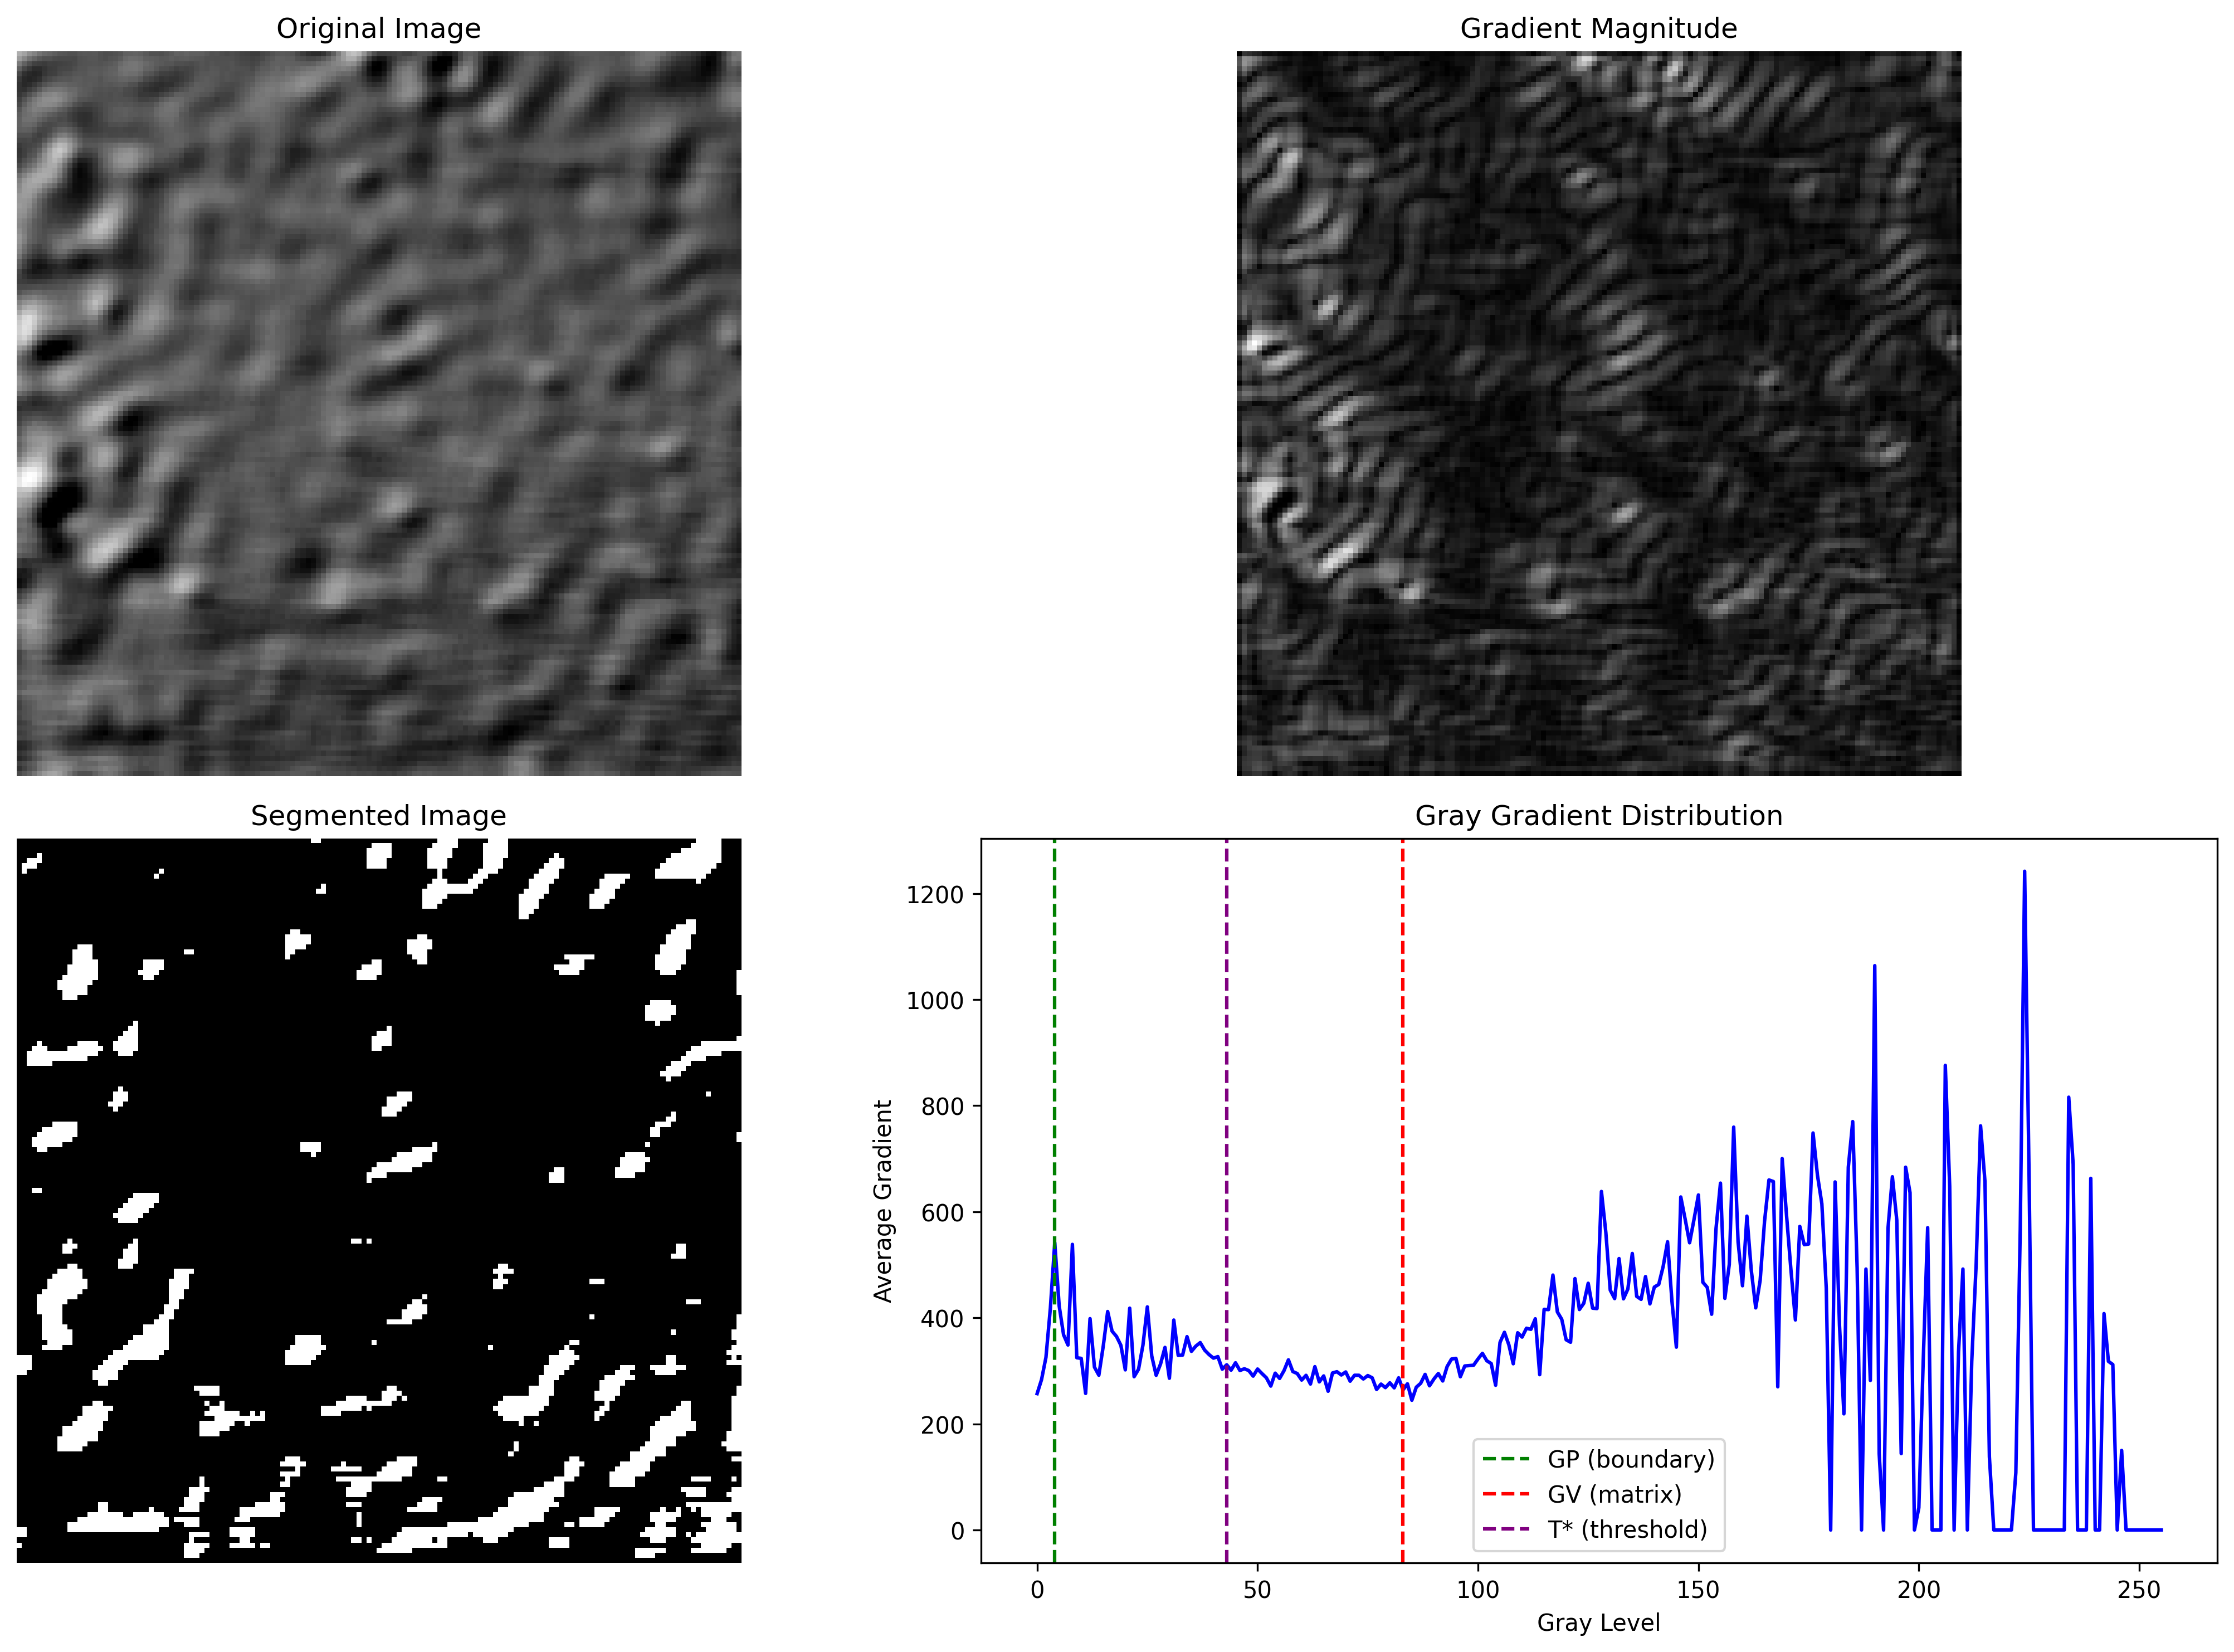 Original Image
Gradient Magnitude
Segmented Image
Gray Gradient Distribution
1200
1000
800
600
400
200
0
Average Gradient
GP (boundary)
GV (matrix)
T* (threshold)
0 50 100 150 200 250
Gray Level